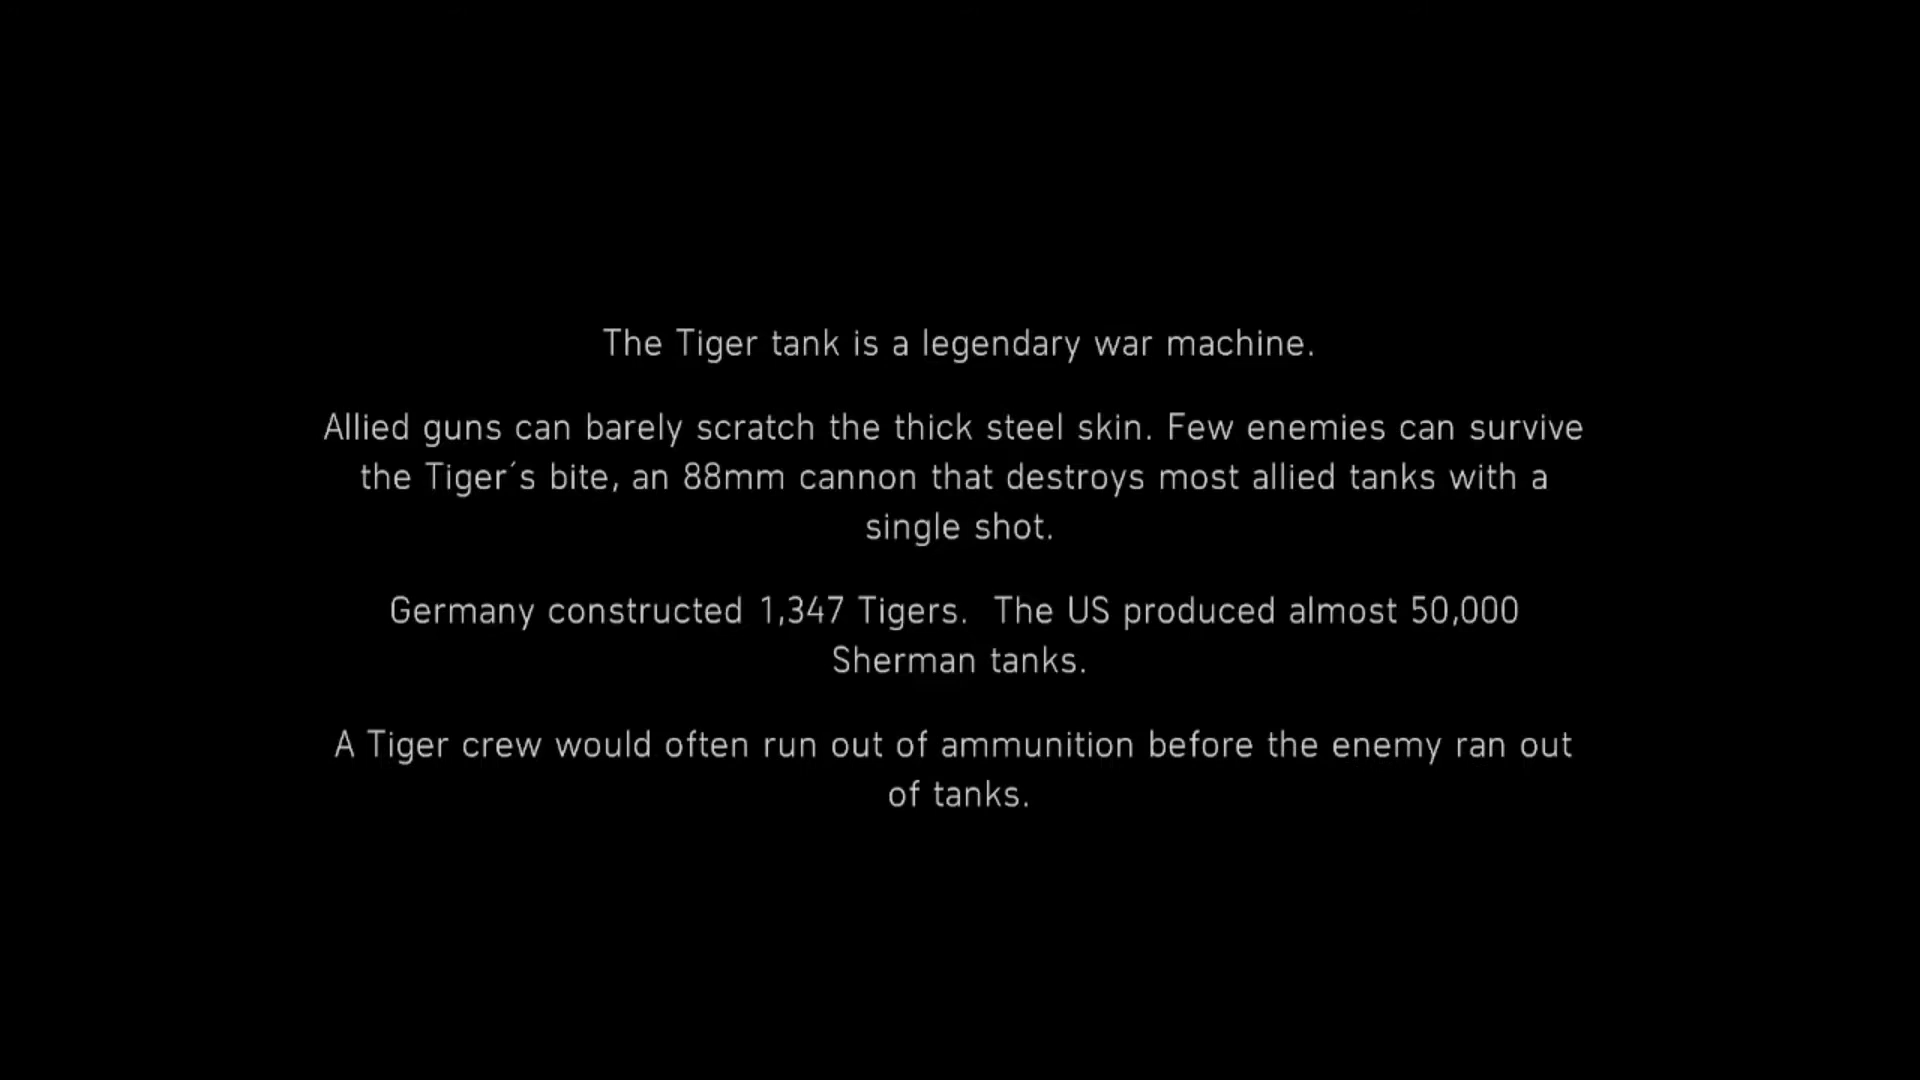 The Tiger tank is a legendary war machine.
Allied guns can barely scratch the thick steel skin. Few enemies can survive
the Tiger´s bite, an 88mm cannon that destroys most allied tanks with a
single shot.
Germany constructed 1,347 Tigers.  The US produced almost 50,000
Sherman tanks.
A Tiger crew would often run out of ammunition before the enemy ran out
of tanks.